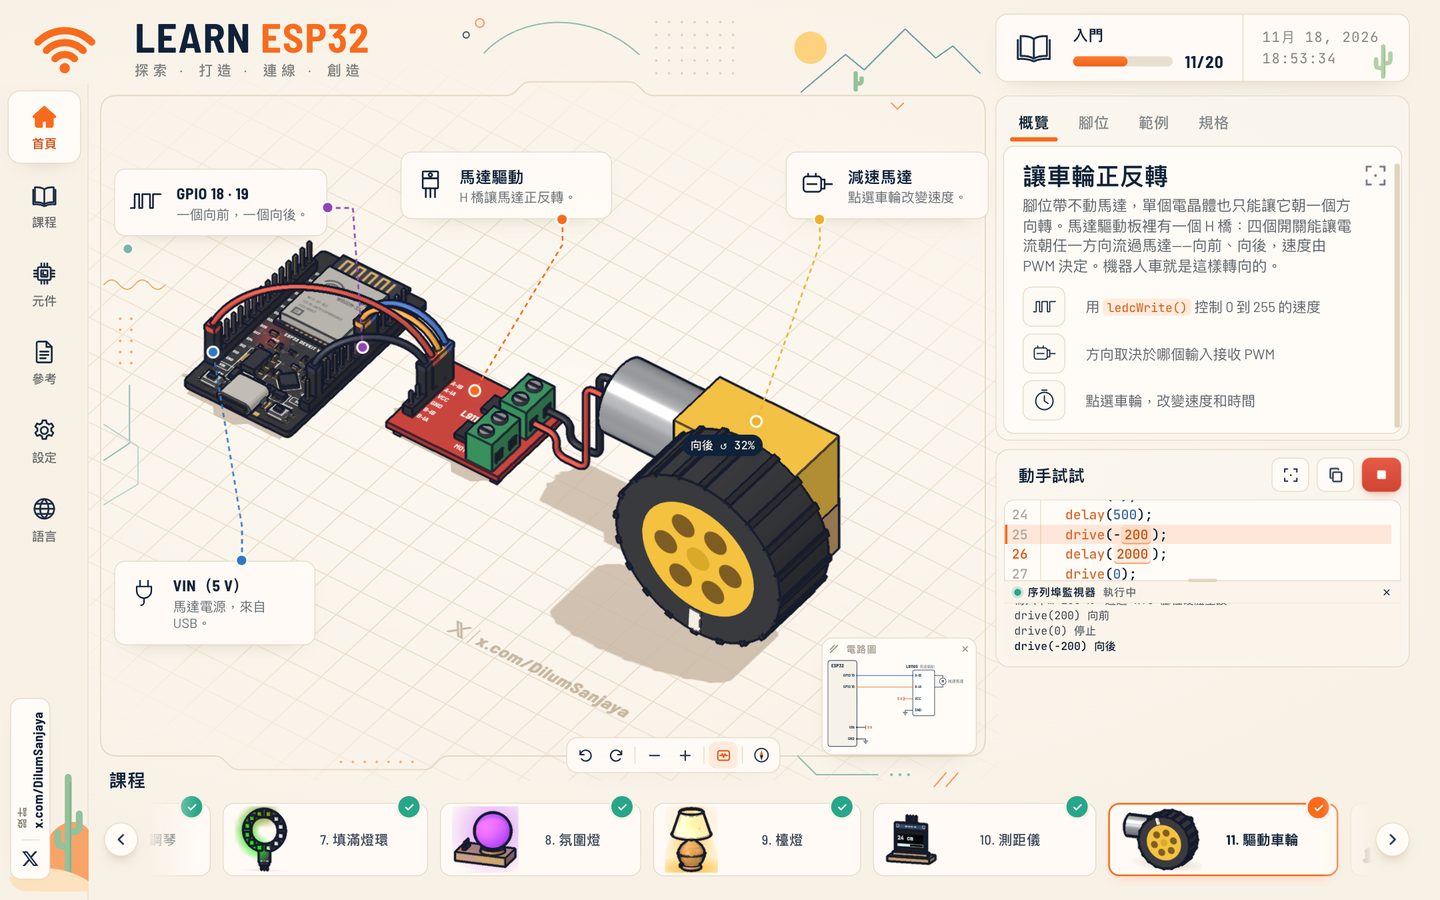 LEARN ESP32
探索 · 打造 · 連線 · 創造
入門
11/20
11月 18, 2026
18:53:34
首頁
課程
元件
參考
設定
語言
設計
x.com/DilumSanjaya
GPIO 18 · 19
一個向前，一個向後。
馬達驅動
H 橋讓馬達正反轉。
減速馬達
點選車輪改變速度。
VIN（5 V）
馬達電源，來自
USB。
向後 ↺ 32%
A-IB
A-IA
VCC
GND
B-IB
B-IA
x.com/DilumSanjaya
電路圖
ESP32
概覽
腳位
範例
規格
讓車輪正反轉
腳位帶不動馬達，單個電晶體也只能讓它朝一個方
向轉。馬達驅動板裡有一個 H 橋：四個開關能讓電
流朝任一方向流過馬達——向前、向後，速度由
PWM 決定。機器人車就是這樣轉向的。
用 ledcWrite() 控制 0 到 255 的速度
方向取決於哪個輸入接收 PWM
點選車輪，改變速度和時間
動手試試
24 delay(500);
25 drive(-200);
26 delay(2000);
27 drive(0);
序列埠監視器 執行中
drive(200) 向前
drive(0) 停止
drive(-200) 向後
課程
鋼琴
7. 填滿燈環
8. 氛圍燈
9. 檯燈
10. 測距儀
24 cm
11. 驅動車輪